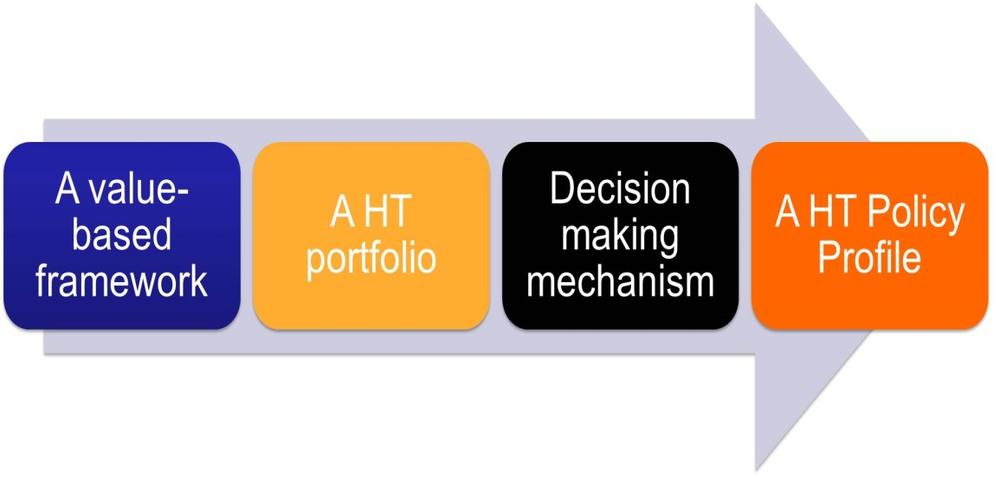 A value-
based
framework
A HT
portfolio
Decision
making
mechanism
A HT Policy
Profile